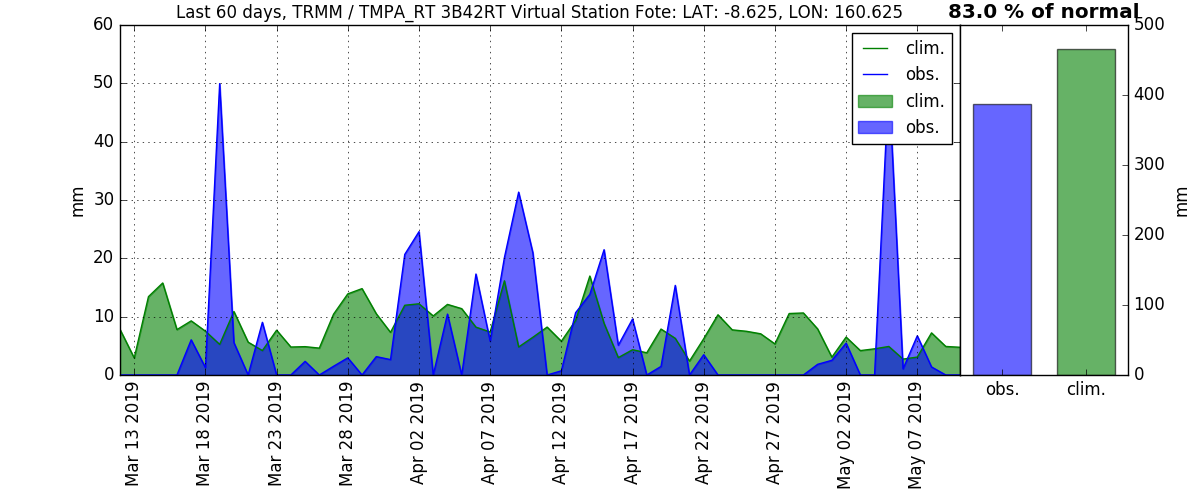 Last 60 days, TRMM / TMPA_RT 3B42RT Virtual Station Fote: LAT: -8.625, LON: 160.625
83.0 % of normal
60
50
40
30
20
10
0
mm
clim.
obs.
clim.
obs.
500
400
300
200
100
0
mm
obs.
clim.
Mar 13 2019
Mar 18 2019
Mar 23 2019
Mar 28 2019
Apr 02 2019
Apr 07 2019
Apr 12 2019
Apr 17 2019
Apr 22 2019
Apr 27 2019
May 02 2019
May 07 2019